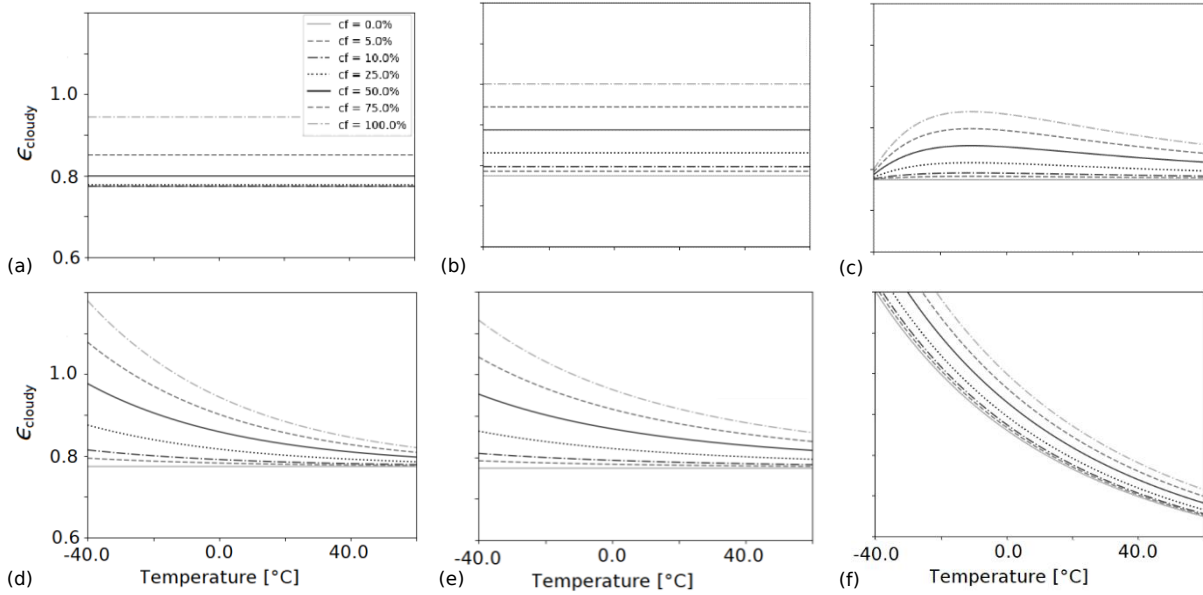 cf = 0.0%
cf = 5.0%
cf = 10.0%
cf = 25.0%
cf = 50.0%
cf = 75.0%
cf = 100.0%
1.0
0.8
0.6
ϵcloudy
(a)
(b)
(c)
1.0
0.8
0.6
ϵcloudy
-40.0 0.0 40.0
-40.0 0.0 40.0
-40.0 0.0 40.0
(d) Temperature [°C]
(e) Temperature [°C]
(f) Temperature [°C]